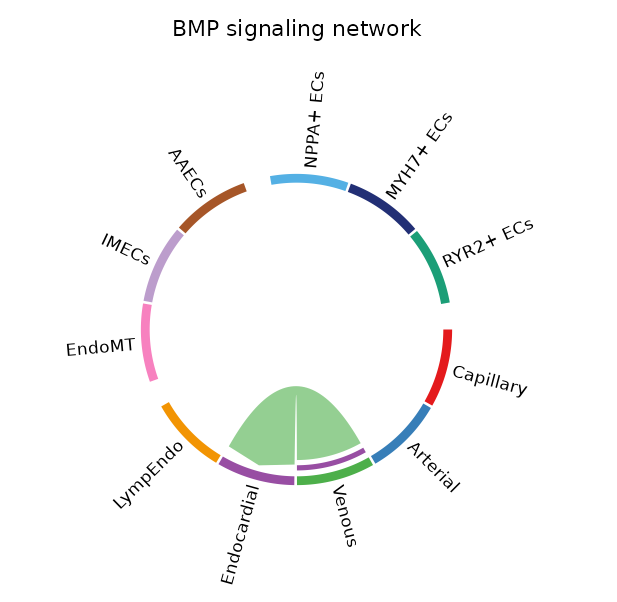 BMP signaling network
NPPA+ ECs
MYH7+ ECs
RYR2+ ECs
Capillary
Arterial
Venous
Endocardial
LympEndo
EndoMT
IMECs
AAECs